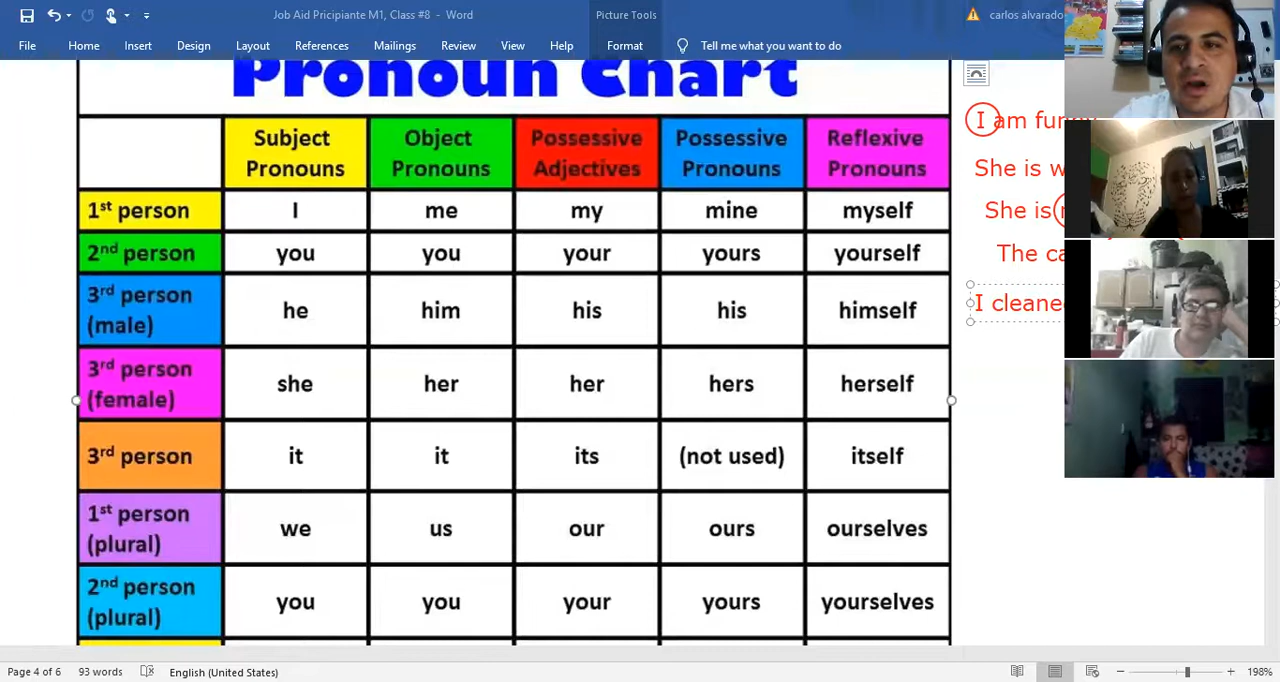 Job Aid Pricipiante M1, Class #8 - Word
Picture Tools
carlos alvarado
File Home Insert Design Layout References Mailings Review View Help Format Tell me what you want to do
Pronoun Chart
Subject Pronouns Object Pronouns Possessive Adjectives Possessive Pronouns Reflexive Pronouns
1st person I me my mine myself
2nd person you you your yours yourself
3rd person (male) he him his his himself
3rd person (female) she her her hers herself
3rd person it it its (not used) itself
1st person (plural) we us our ours ourselves
2nd person (plural) you you your yours yourselves
I am
She is
She is
The
I cleaned
Page 4 of 6 93 words English (United States) 198%